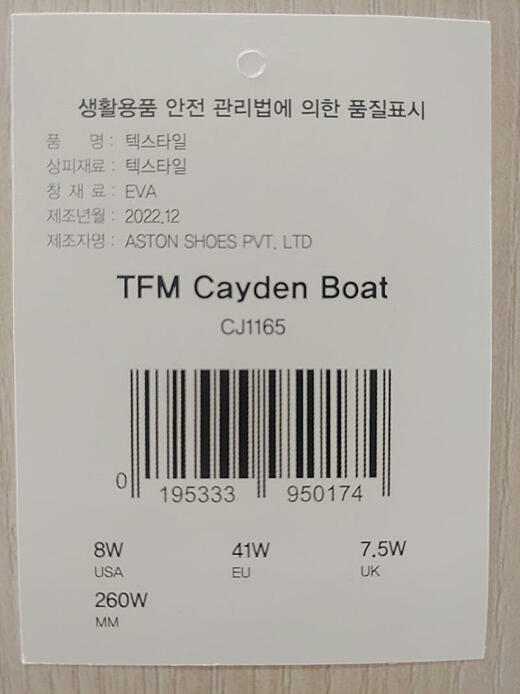 생활용품 안전 관리법에 의한 품질표시
품 명 : 텍스타일
상피재료 : 텍스타일
창 재 료 : EVA
제조년월 : 2022.12
제조자명 : ASTON SHOES PVT. LTD
TFM Cayden Boat
CJ1165
0 195333 950174
8W 41W 7.5W
USA EU UK
260W
MM